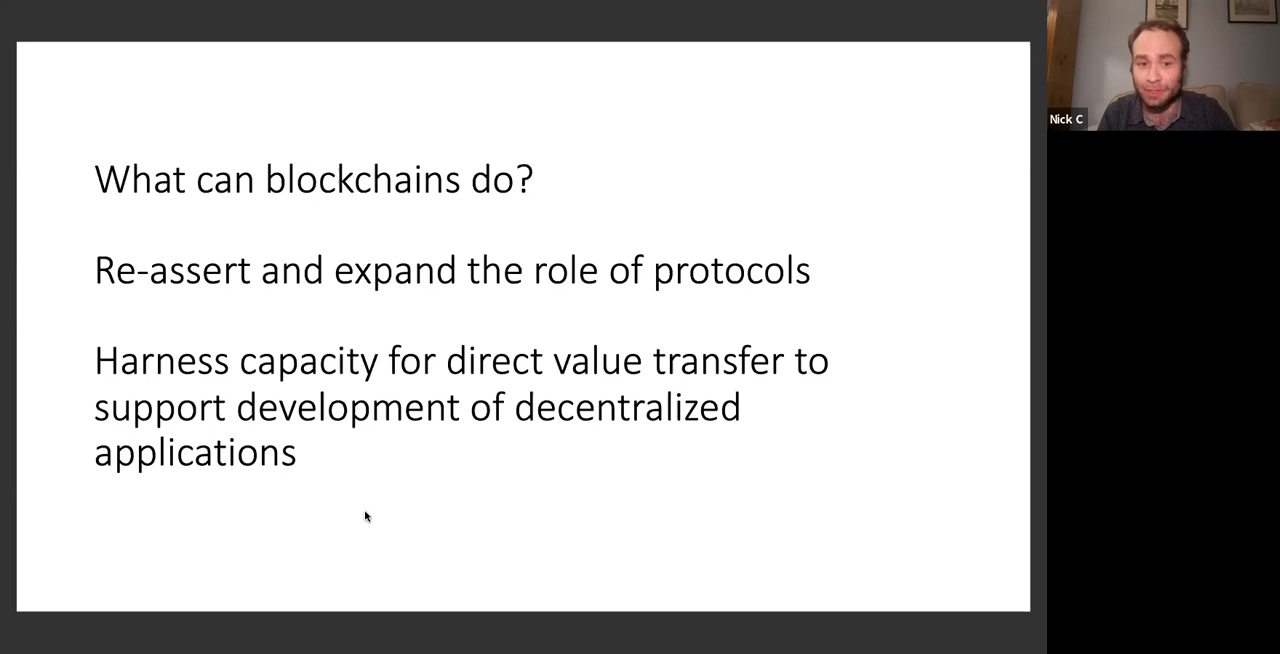 What can blockchains do?
Re-assert and expand the role of protocols
Harness capacity for direct value transfer to
support development of decentralized
applications
Nick C